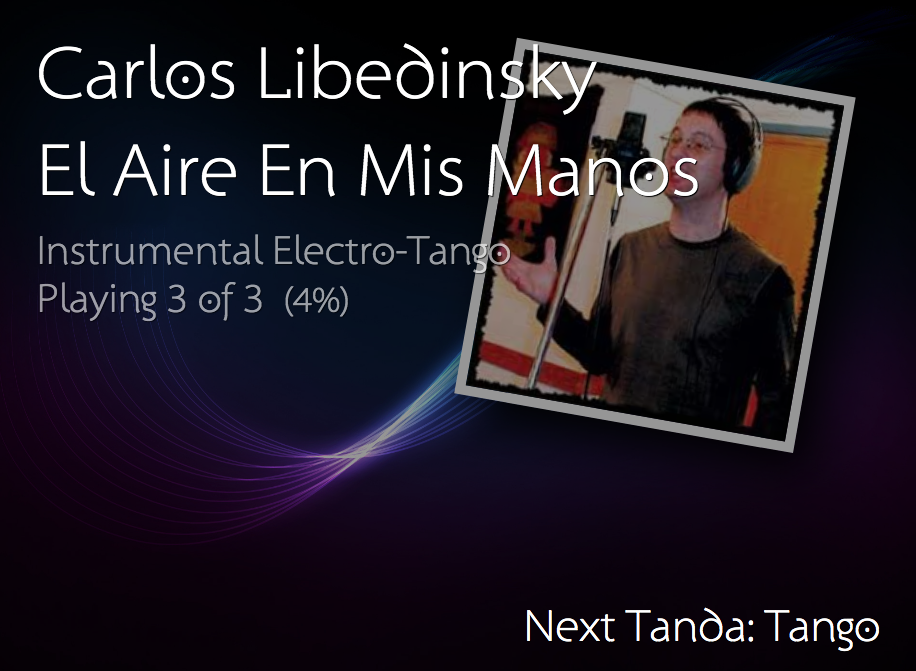 Carlos Libedinsky
El Aire En Mis Manos
Instrumental Electro-Tango
Playing 3 of 3 (4%)
Next Tanda: Tango